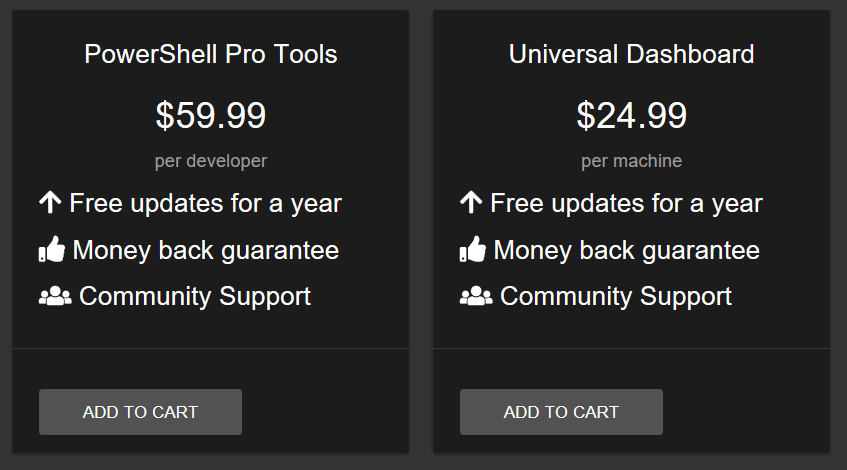 PowerShell Pro Tools
$59.99
per developer
Free updates for a year
Money back guarantee
Community Support
ADD TO CART
Universal Dashboard
$24.99
per machine
Free updates for a year
Money back guarantee
Community Support
ADD TO CART